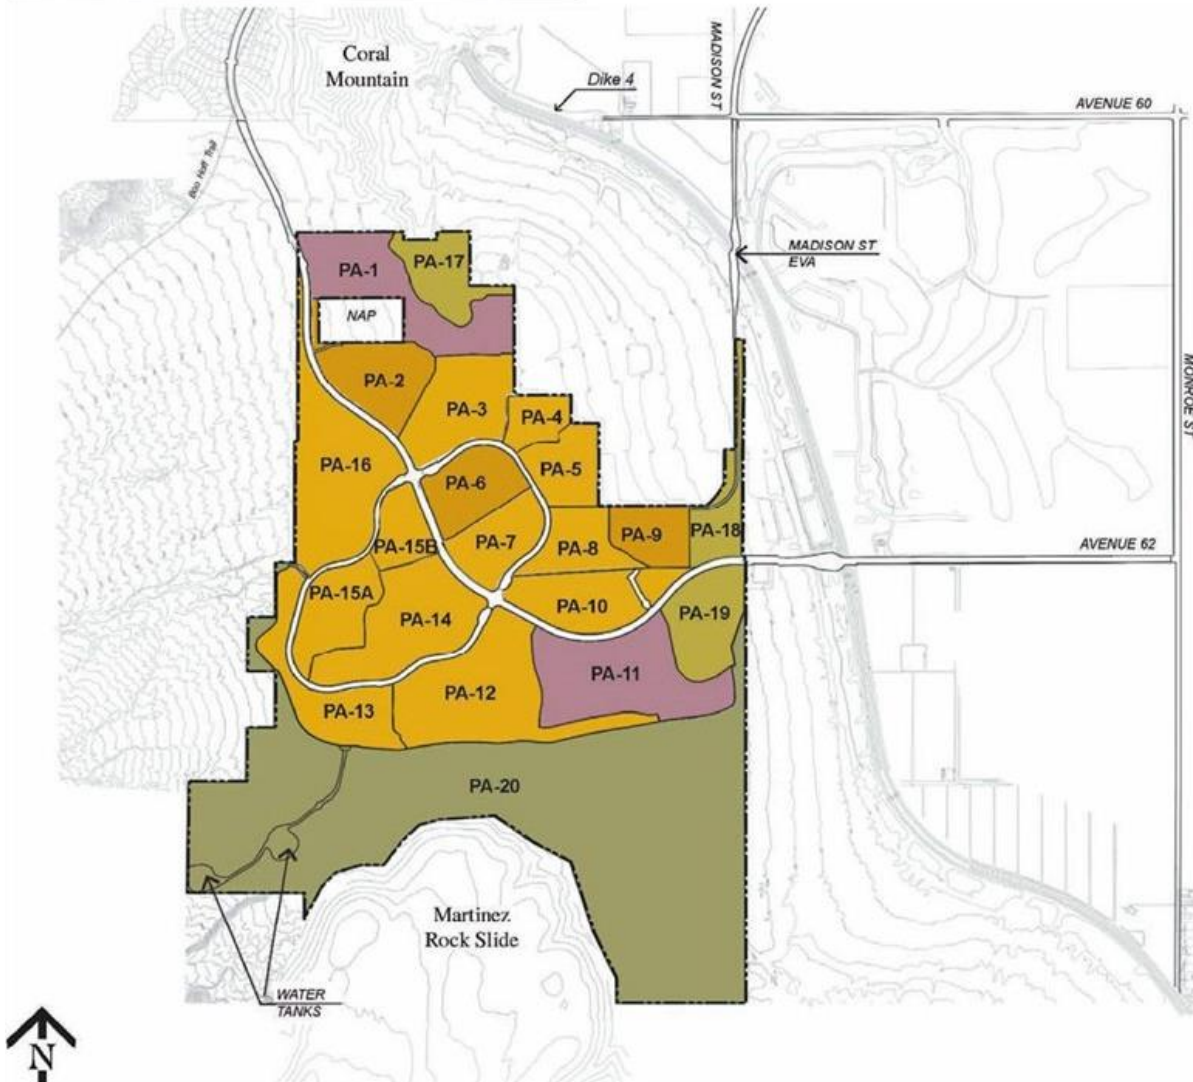 Coral
Mountain
Dike 4
MADISON ST
AVENUE 60
Boo Hoff Trail
MADISON ST
EVA
PA-1
PA-17
NAP
PA-2
PA-3
PA-4
MONROE ST
PA-16
PA-5
PA-6
PA-15B
PA-7
PA-8
PA-9
PA-18
AVENUE 62
PA-15A
PA-14
PA-10
PA-19
PA-11
PA-12
PA-13
PA-20
Martinez
Rock Slide
WATER
TANKS
N